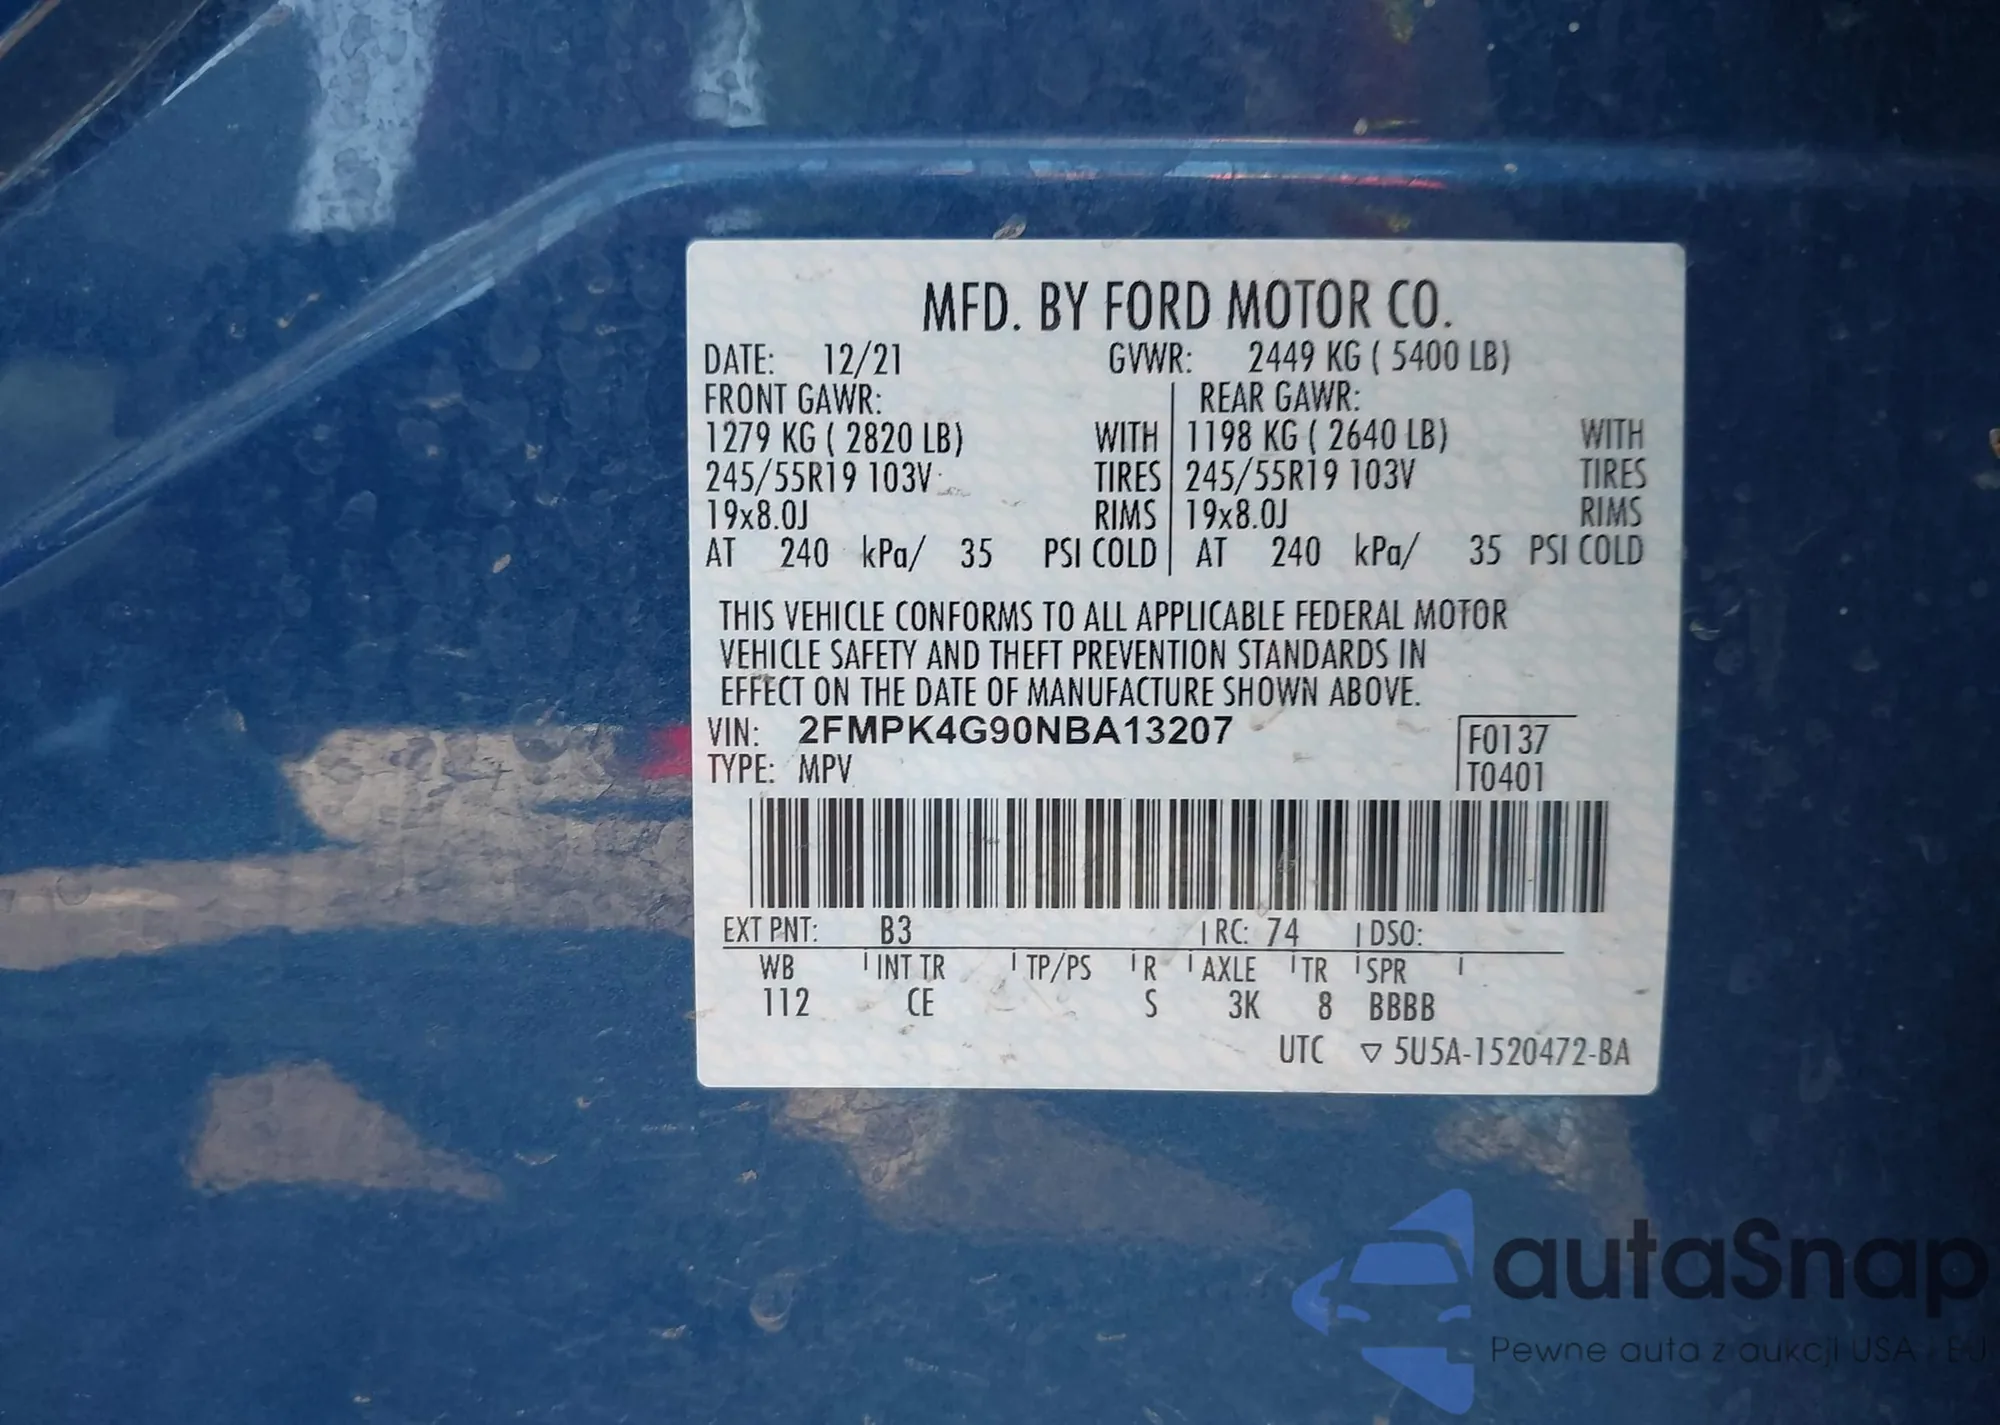 MFD. BY FORD MOTOR CO.
DATE: 12/21 GVWR: 2449 KG ( 5400 LB)
FRONT GAWR: REAR GAWR:
1279 KG ( 2820 LB) WITH 1198 KG ( 2640 LB) WITH
245/55R19 103V TIRES 245/55R19 103V TIRES
19x8.0J RIMS 19x8.0J RIMS
AT 240 kPa/ 35 PSI COLD AT 240 kPa/ 35 PSI COLD
THIS VEHICLE CONFORMS TO ALL APPLICABLE FEDERAL MOTOR
VEHICLE SAFETY AND THEFT PREVENTION STANDARDS IN
EFFECT ON THE DATE OF MANUFACTURE SHOWN ABOVE.
VIN: 2FMPK4G90NBA13207 F0137
TYPE: MPV T0401
EXT PNT: B3 RC: 74 DSO:
WB INT TR TP/PS R AXLE TR SPR
112 CE S 3K 8 BBBB
UTC ▽ 5U5A-1520472-BA
autaSnap
Pewne auta z aukcji USA i EU